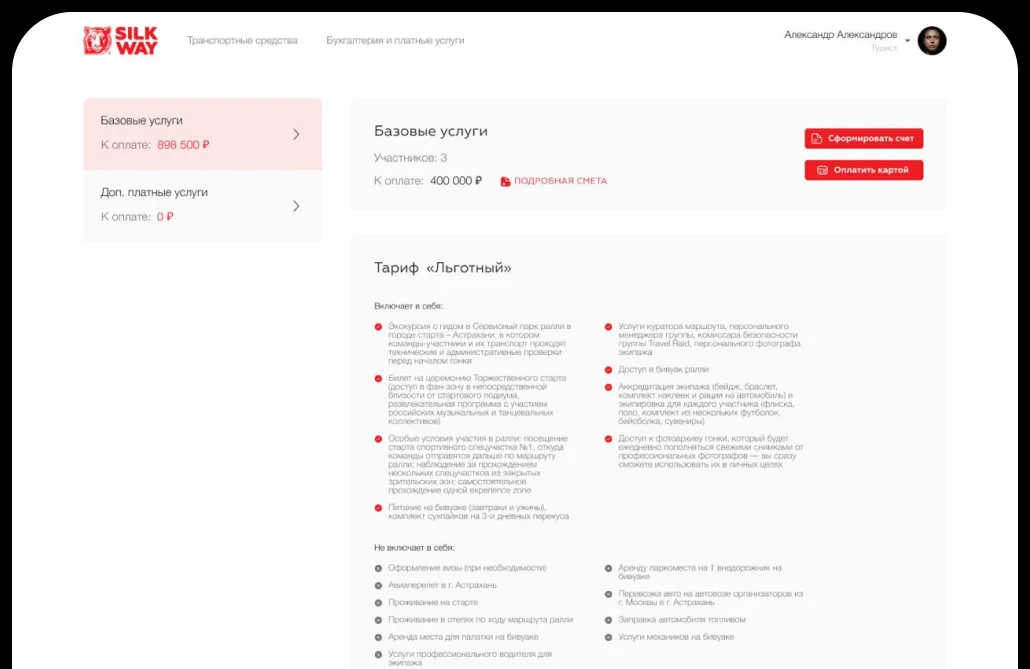 SILK
WAY
Транспортные средства
Бухгалтерия и платные услуги
Александр Александров
Турист
Базовые услуги
К оплате: 898 500 ₽
Доп. платные услуги
К оплате: 0 ₽
Базовые услуги
Участников: 3
К оплате: 400 000 ₽
ПОДРОБНАЯ СМЕТА
Сформировать счет
Оплатить картой
Тариф «Льготный»
Включает в себя:
Экскурсия с гидом в Сервисный парк ралли в
городе старта – Астрахани, в котором
команды-участники и их транспорт проходят
технические и административные проверки
перед началом гонки
Билет на церемонию Торжественного старта
(доступ в фан-зону в непосредственной
близости от стартового подиума,
развлекательная программа с участием
российских музыкальных и танцевальных
коллективов)
Особые условия участия в ралли: посещение
старта спортивного спецучастка №1, откуда
команды отправятся дальше по маршруту
ралли; наблюдение за прохождением
нескольких спецучастков из закрытых
зрительских зон; самостоятельное
прохождение одной experience zone
Питание на бивуаке (завтраки и ужины),
комплект сухпайков на 3-и дневных перекуса
Услуги куратора маршрута, персонального
менеджера группы, комиссара безопасности
группы Travel Raid, персонального фотографа
экипажа
Доступ в бивуак ралли
Аккредитация экипажа (бейдж, браслет,
комплект наклеек и рации на автомобиль) и
экипировка для каждого участника (флиска,
поло, комплект из нескольких футболок,
бейсболка, сувениры)
Доступ к фотоархиву гонки, который будет
ежедневно пополняться свежими снимками от
профессиональных фотографов — вы сразу
сможете использовать их в личных целях
Не включает в себя:
Оформление визы (при необходимости)
Авиаперелет в г. Астрахань
Проживание на старте
Проживание в отелях по ходу маршрута ралли
Аренда места для палатки на бивуаке
Услуги профессионального водителя для
экипажа
Аренду паркоместа на 1 внедорожник на
бивуаке
Перевозка авто на автовозе организаторов из
г. Москвы в г. Астрахань
Заправка автомобиля топливом
Услуги механиков на бивуаке